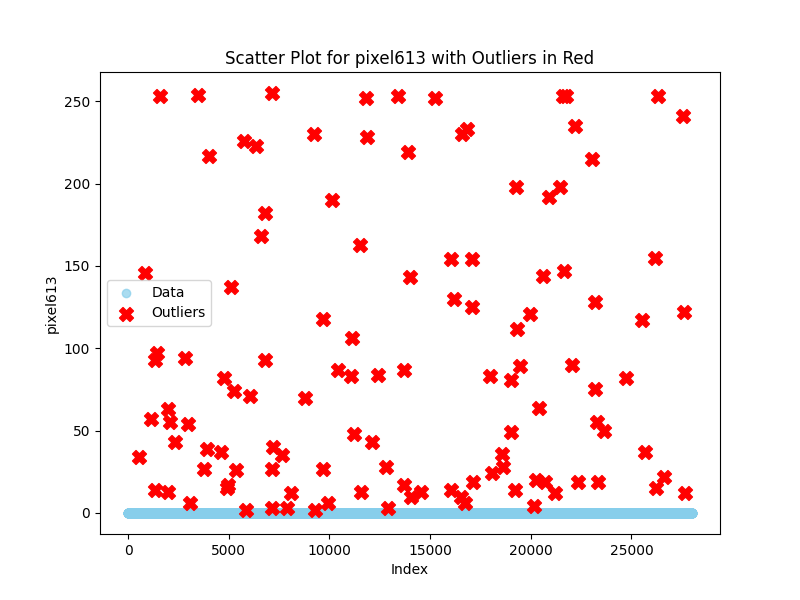 Scatter Plot for pixel613 with Outliers in Red
250
200
150
100
50
0
pixel613
Data
Outliers
0 5000 10000 15000 20000 25000
Index